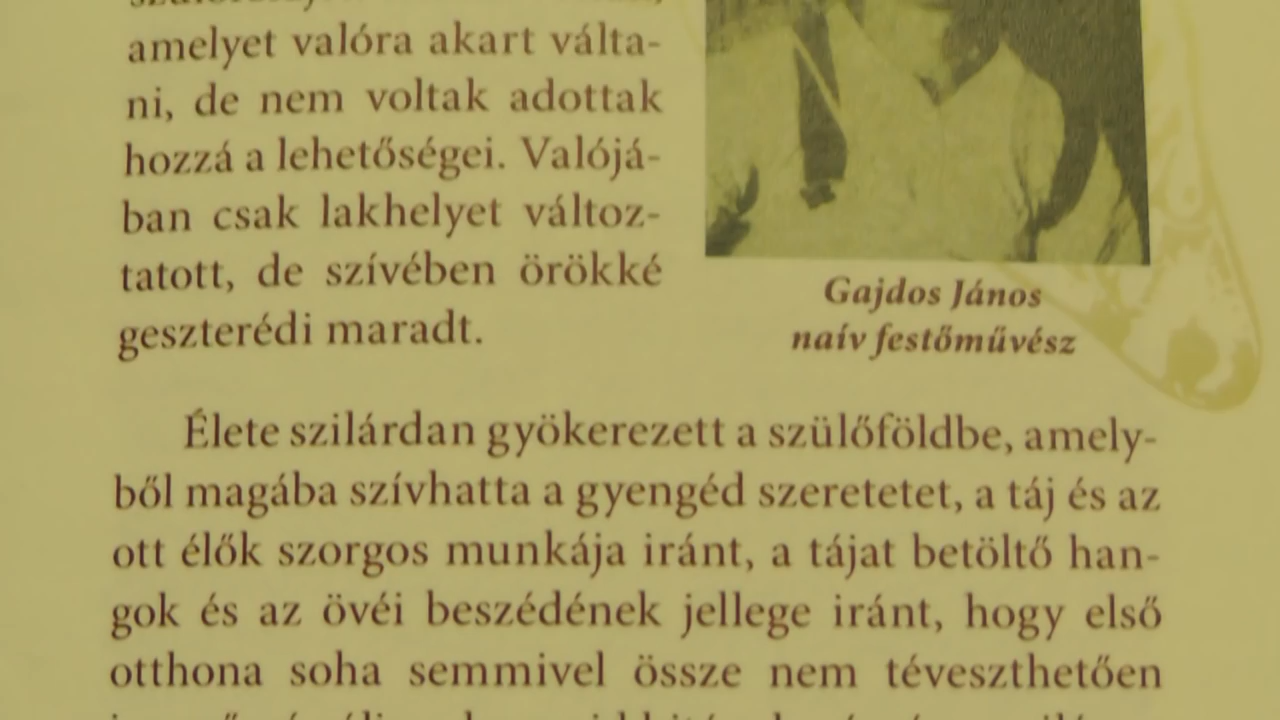 amelyet valóra akart válta-
ni, de nem voltak adottak
hozzá a lehetőségei. Valójá-
ban csak lakhelyet változ-
tatott, de szívében örökké
geszterédi maradt.
Gajdos János
naív festőművész
Élete szilárdan gyökerezett a szülőföldbe, amely-
ből magába szívhatta a gyengéd szeretetet, a táj és az
ott élők szorgos munkája iránt, a tájat betöltő han-
gok és az övéi beszédének jellege iránt, hogy első
otthona soha semmivel össze nem téveszthetően